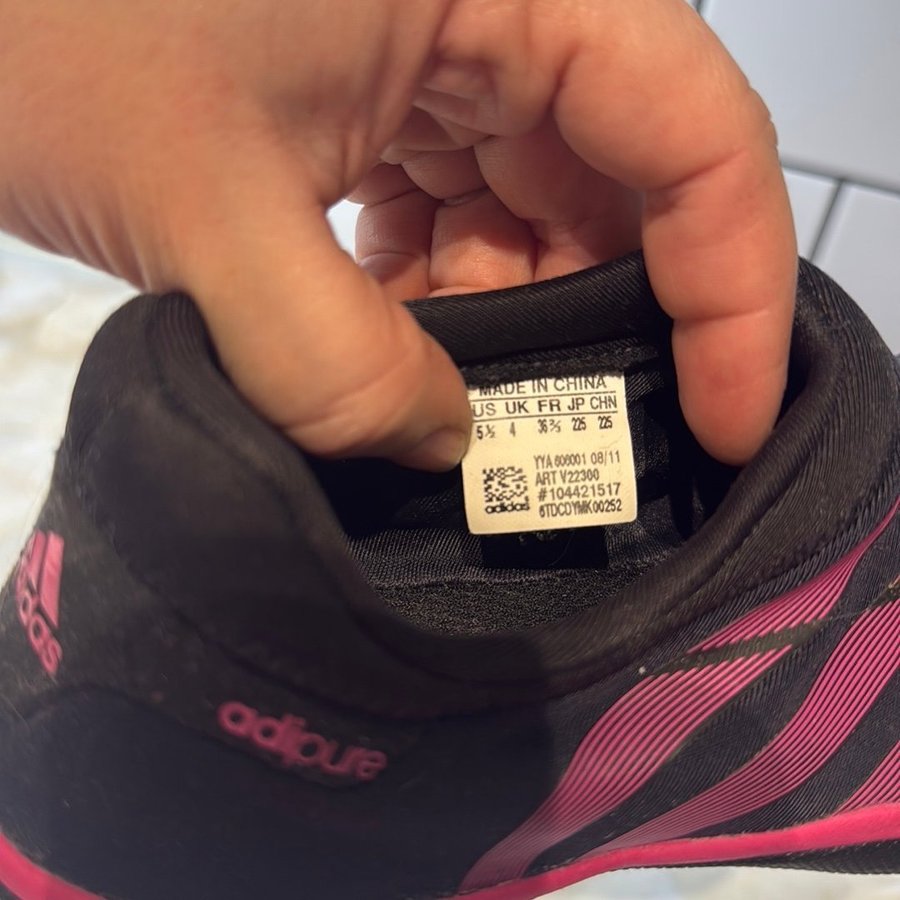 MADE IN CHINA
US UK FR JP CHN
5½ 4 36⅔ 225 225
YYA 606001 08/11
ART V22300
#104421517
adidas 6TDCDYMK00252
adidas
adipure